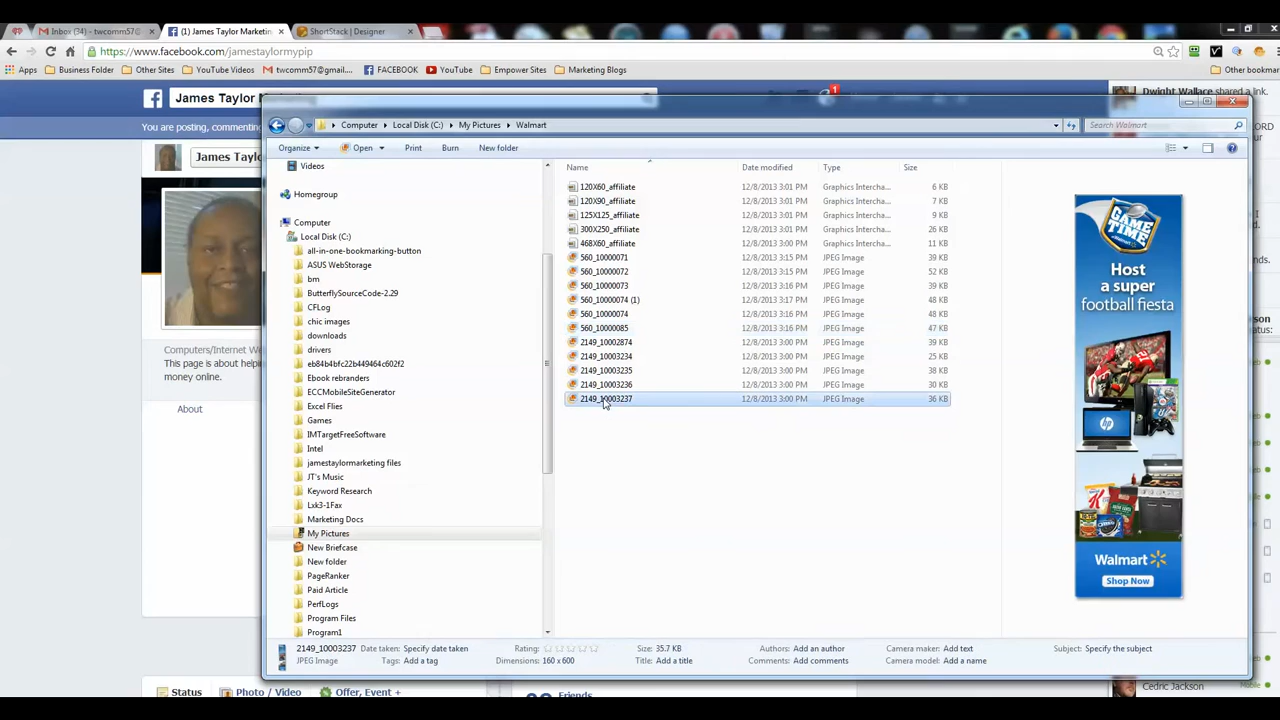 Inbox (34) - twcomm57@
(1) James Taylor Marketin
ShortStack | Designer
https://www.facebook.com/jamestaylormypip
Apps
Business Folder
Other Sites
YouTube Videos
twcomm57@gmail....
FACEBOOK
YouTube
Empower Sites
Marketing Blogs
Other bookmar
James Taylor
1
Dwight Wallace shared a link.
You are posting, commenting
James Taylo
Computers/Internet We
This page is about helpi
money online.
About
Computer
Local Disk (C:)
My Pictures
Walmart
Search Walmart
Organize
Open
Print
Burn
New folder
Videos
Homegroup
Computer
Local Disk (C:)
all-in-one-bookmarking-button
ASUS WebStorage
bm
ButterflySourceCode-2.29
CFLog
chic images
downloads
drivers
eb84b4bfc22b449464c602f2
Ebook rebranders
ECCMobileSiteGenerator
Excel Flies
Games
IMTargetFreeSoftware
Intel
jamestaylormarketing files
JT's Music
Keyword Research
Lxk3-1Fax
Marketing Docs
My Pictures
New Briefcase
New folder
PageRanker
Paid Article
PerfLogs
Program Files
Program1
Name Date modified Type Size
120X60_affiliate 12/8/2013 3:01 PM Graphics Intercha... 6 KB
120X90_affiliate 12/8/2013 3:01 PM Graphics Intercha... 7 KB
125X125_affiliate 12/8/2013 3:01 PM Graphics Intercha... 9 KB
300X250_affiliate 12/8/2013 3:01 PM Graphics Intercha... 26 KB
468X60_affiliate 12/8/2013 3:00 PM Graphics Intercha... 11 KB
560_10000071 12/8/2013 3:15 PM JPEG Image 39 KB
560_10000072 12/8/2013 3:15 PM JPEG Image 52 KB
560_10000073 12/8/2013 3:16 PM JPEG Image 39 KB
560_10000074 (1) 12/8/2013 3:17 PM JPEG Image 48 KB
560_10000074 12/8/2013 3:16 PM JPEG Image 48 KB
560_10000085 12/8/2013 3:16 PM JPEG Image 47 KB
2149_10002874 12/8/2013 3:00 PM JPEG Image 39 KB
2149_10003234 12/8/2013 3:00 PM JPEG Image 25 KB
2149_10003235 12/8/2013 3:00 PM JPEG Image 38 KB
2149_10003236 12/8/2013 3:00 PM JPEG Image 30 KB
2149_10003237 12/8/2013 3:00 PM JPEG Image 36 KB
GAME
TIME
Host
a super
football fiesta
hp
Walmart
Shop Now
2149_10003237 Date taken: Specify date taken Rating: Size: 35.7 KB Authors: Add an author Camera maker: Add text Subject: Specify the subject
JPEG Image Tags: Add a tag Dimensions: 160 x 600 Title: Add a title Comments: Add comments Camera model: Add a name
Status
Photo / Video
Offer, Event +
Friends
Cedric Jackson